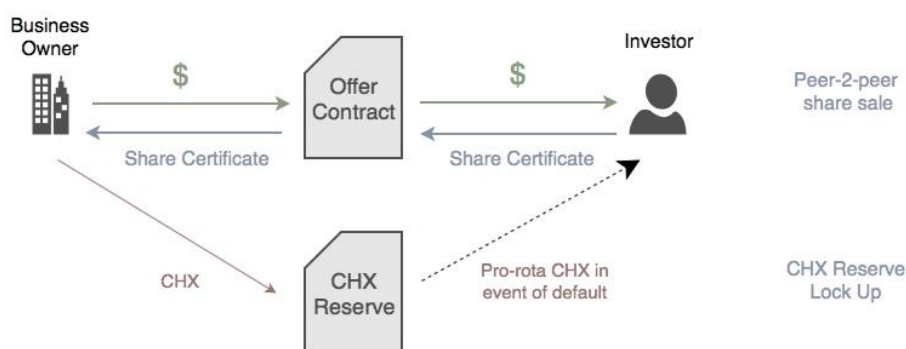 Business
Owner
$
Offer
Contract
$
Investor
Peer-2-peer
share sale
Share Certificate
Share Certificate
CHX
CHX
Reserve
Pro-rota CHX in
event of default
CHX Reserve
Lock Up